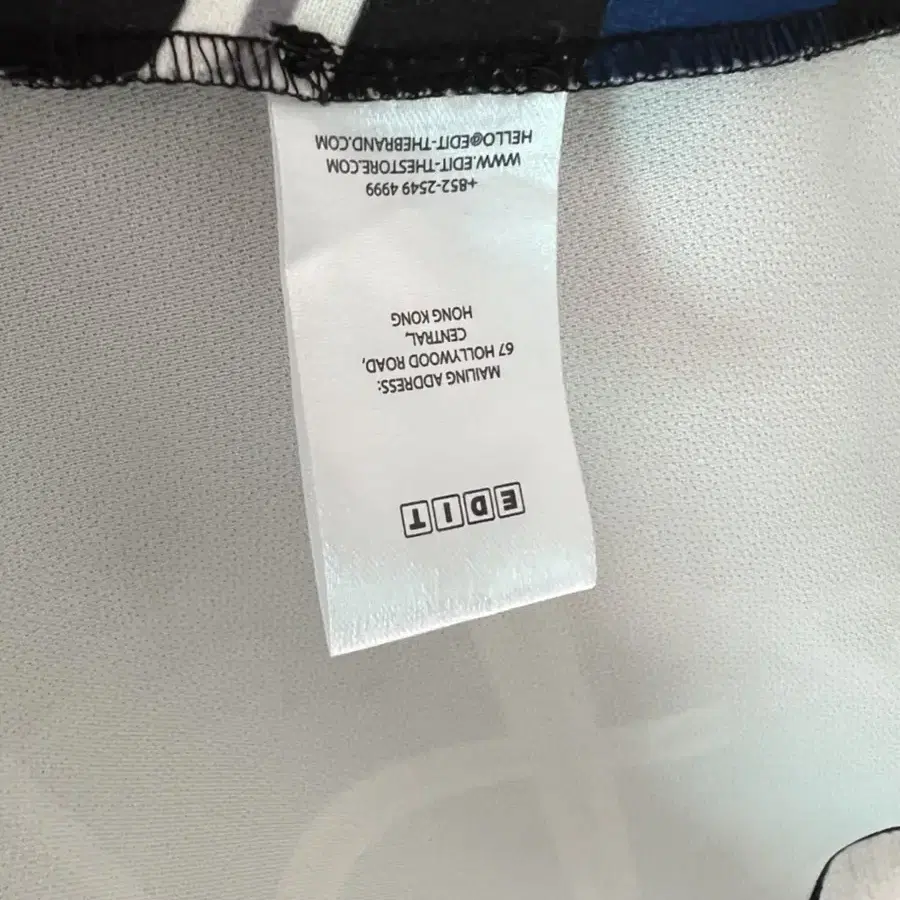 EDIT
MAILING ADDRESS:
67 HOLLYWOOD ROAD,
CENTRAL,
HONG KONG
+852-2549 4999
WWW.EDIT-THESTORE.COM
HELLO@EDIT-THEBRAND.COM